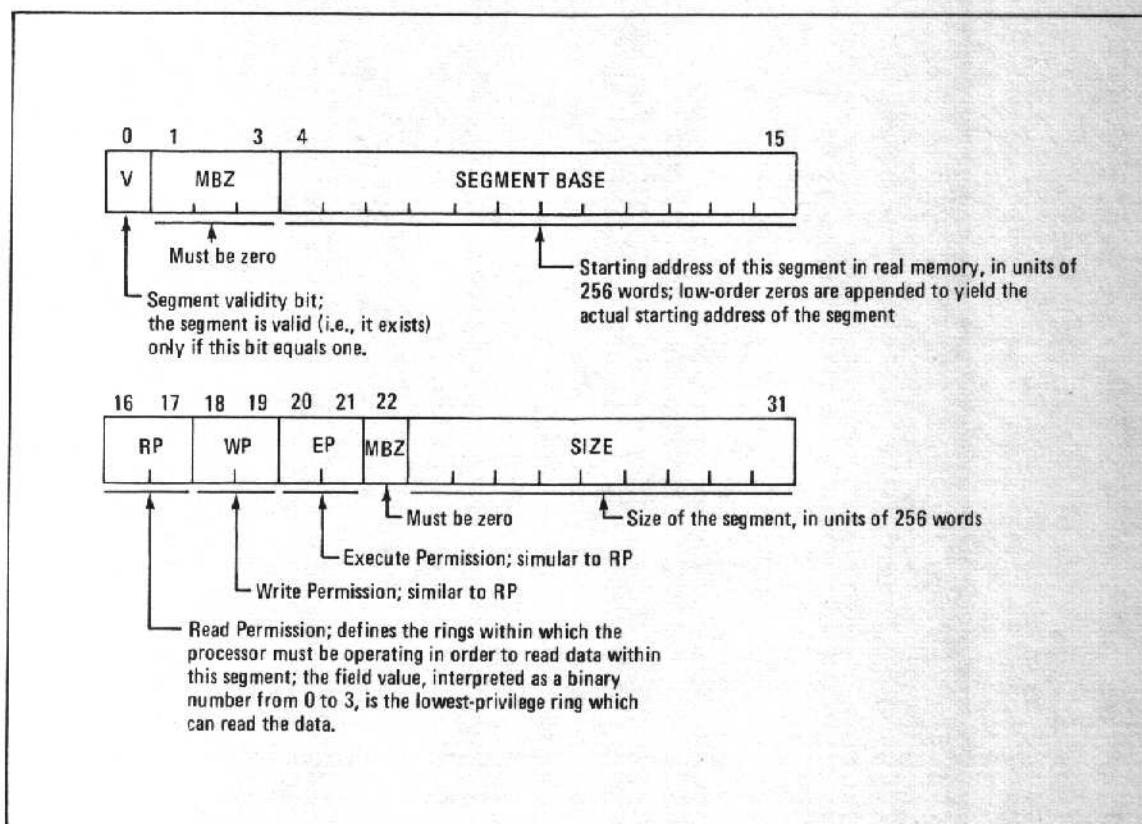 0 1 3 4 15
V MBZ SEGMENT BASE
Must be zero
Starting address of this segment in real memory, in units of
256 words; low-order zeros are appended to yield the
actual starting address of the segment
Segment validity bit;
the segment is valid (i.e., it exists)
only if this bit equals one.
16 17 18 19 20 21 22 31
RP WP EP MBZ SIZE
Must be zero
Size of the segment, in units of 256 words
Execute Permission; simular to RP
Write Permission; similar to RP
Read Permission; defines the rings within which the
processor must be operating in order to read data within
this segment; the field value, interpreted as a binary
number from 0 to 3, is the lowest-privilege ring which
can read the data.